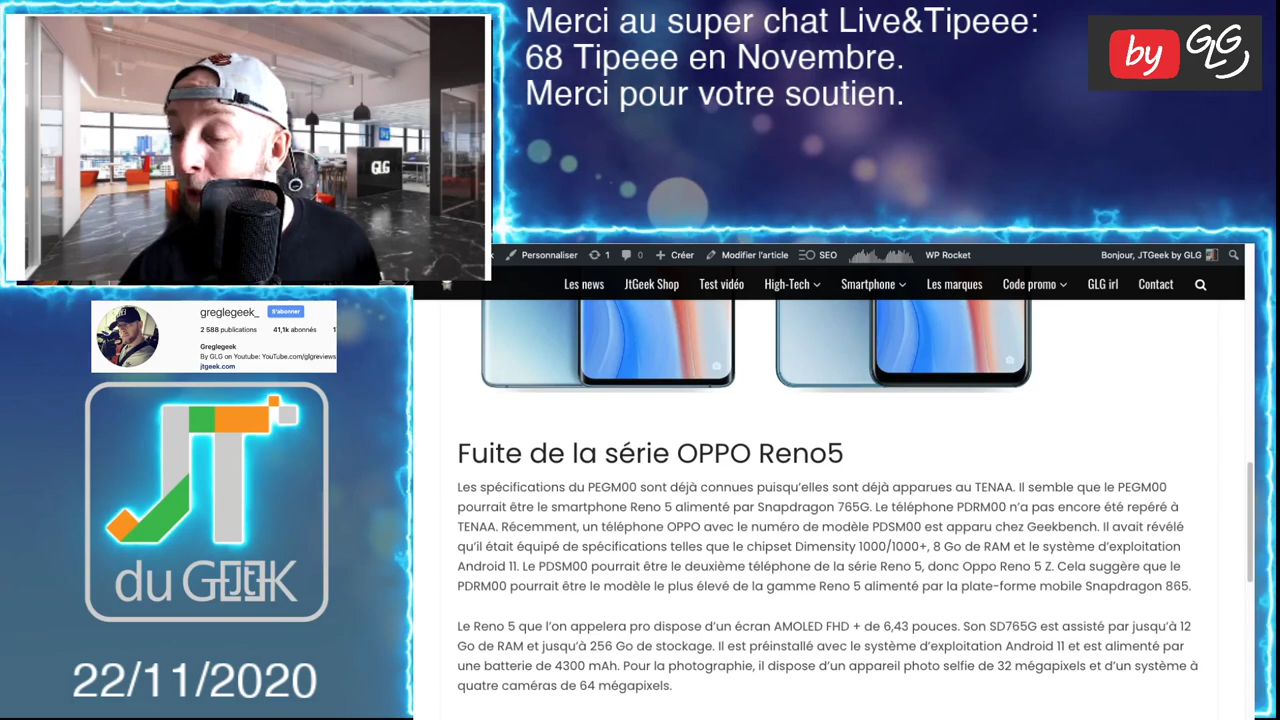 Merci au super chat Live&Tipeee:
68 Tipeee en Novembre.
Merci pour votre soutien.
by GLG
GLG
Personnaliser 1 0 Créer Modifier l'article SEO WP Rocket Bonjour, JTGeek by GLG
Les news JtGeek Shop Test vidéo High-Tech Smartphone Les marques Code promo GLG irl Contact
greglegeek_ S'abonner
2 588 publications 41,1k abonnés 1
Greglegeek
By GLG on Youtube: YouTube.com/glgreviews
jtgeek.com
JT
du GEEK
22/11/2020
Fuite de la série OPPO Reno5
Les spécifications du PEGM00 sont déjà connues puisqu'elles sont déjà apparues au TENAA. Il semble que le PEGM00
pourrait être le smartphone Reno 5 alimenté par Snapdragon 765G. Le téléphone PDRM00 n'a pas encore été repéré à
TENAA. Récemment, un téléphone OPPO avec le numéro de modèle PDSM00 est apparu chez Geekbench. Il avait révélé
qu'il était équipé de spécifications telles que le chipset Dimensity 1000/1000+, 8 Go de RAM et le système d'exploitation
Android 11. Le PDSM00 pourrait être le deuxième téléphone de la série Reno 5, donc Oppo Reno 5 Z. Cela suggère que le
PDRM00 pourrait être le modèle le plus élevé de la gamme Reno 5 alimenté par la plate-forme mobile Snapdragon 865.
Le Reno 5 que l'on appelera pro dispose d'un écran AMOLED FHD + de 6,43 pouces. Son SD765G est assisté par jusqu'à 12
Go de RAM et jusqu'à 256 Go de stockage. Il est préinstallé avec le système d'exploitation Android 11 et est alimenté par
une batterie de 4300 mAh. Pour la photographie, il dispose d'un appareil photo selfie de 32 mégapixels et d'un système à
quatre caméras de 64 mégapixels.